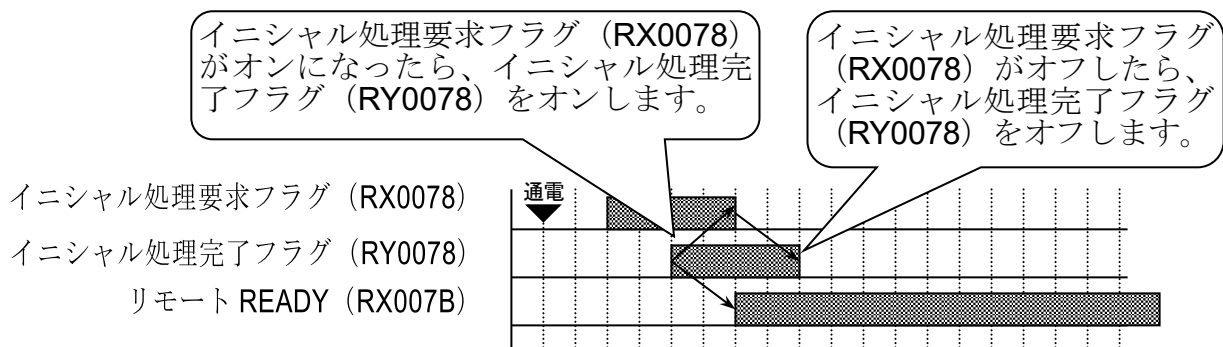 イニシャル処理要求フラグ（RX0078）
がオンになったら、イニシャル処理完
了フラグ（RY0078）をオンします。
イニシャル処理要求フラグ
（RX0078）がオフしたら、
イニシャル処理完了フラグ
（RY0078）をオフします。
イニシャル処理要求フラグ（RX0078）
通電
イニシャル処理完了フラグ（RY0078）
リモート READY（RX007B）